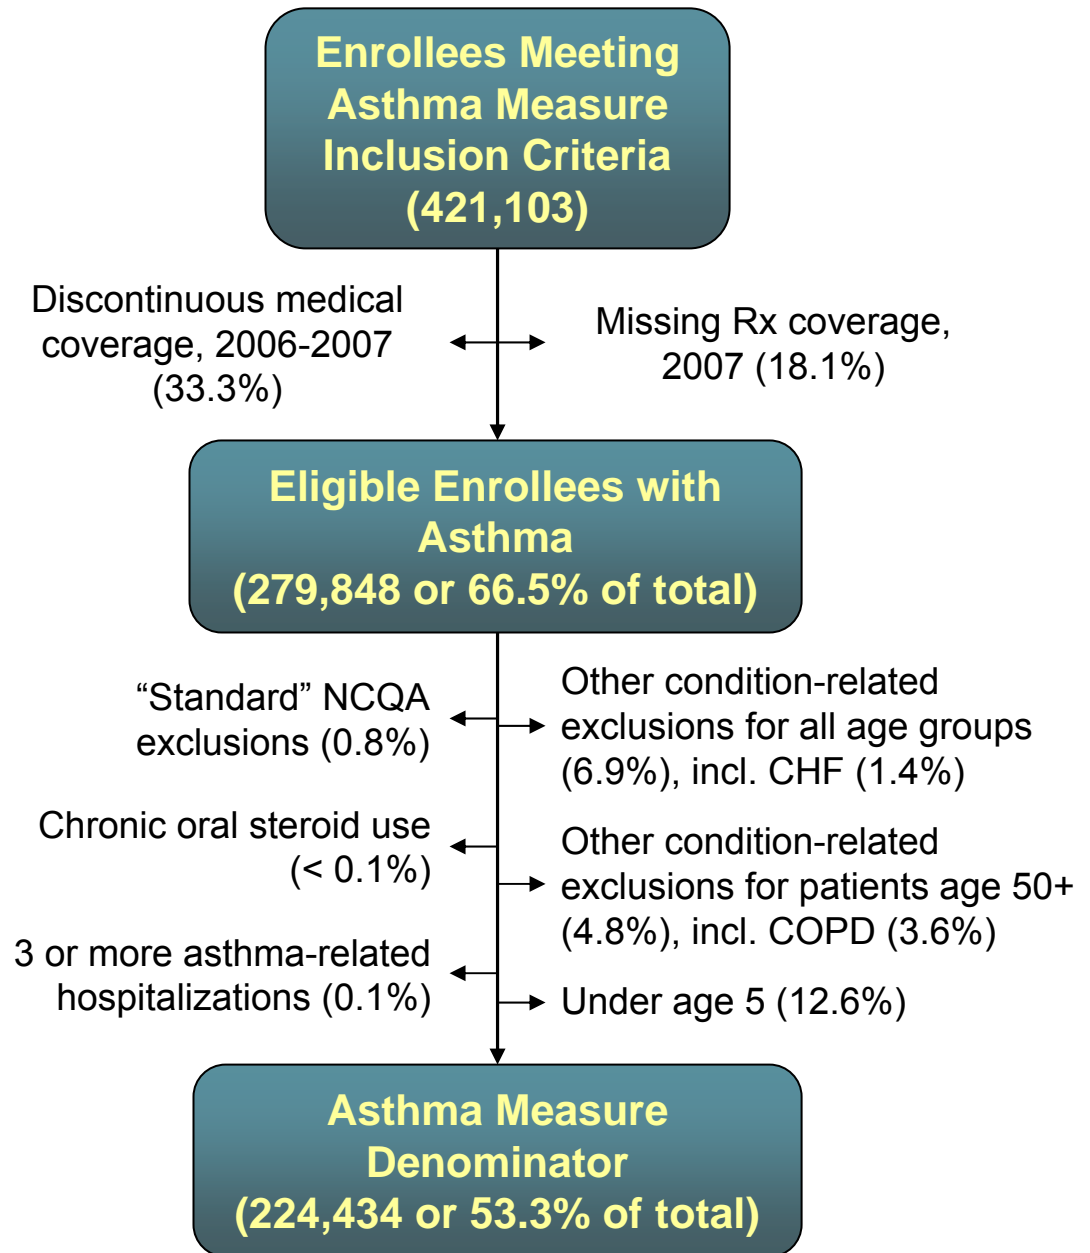 Enrollees Meeting
Asthma Measure
Inclusion Criteria
(421,103)
Discontinuous medical
coverage, 2006-2007
(33.3%)
Missing Rx coverage,
2007 (18.1%)
Eligible Enrollees with
Asthma
(279,848 or 66.5% of total)
“Standard” NCQA
exclusions (0.8%)
Other condition-related
exclusions for all age groups
(6.9%), incl. CHF (1.4%)
Chronic oral steroid use
(< 0.1%)
Other condition-related
exclusions for patients age 50+
(4.8%), incl. COPD (3.6%)
3 or more asthma-related
hospitalizations (0.1%)
Under age 5 (12.6%)
Asthma Measure
Denominator
(224,434 or 53.3% of total)